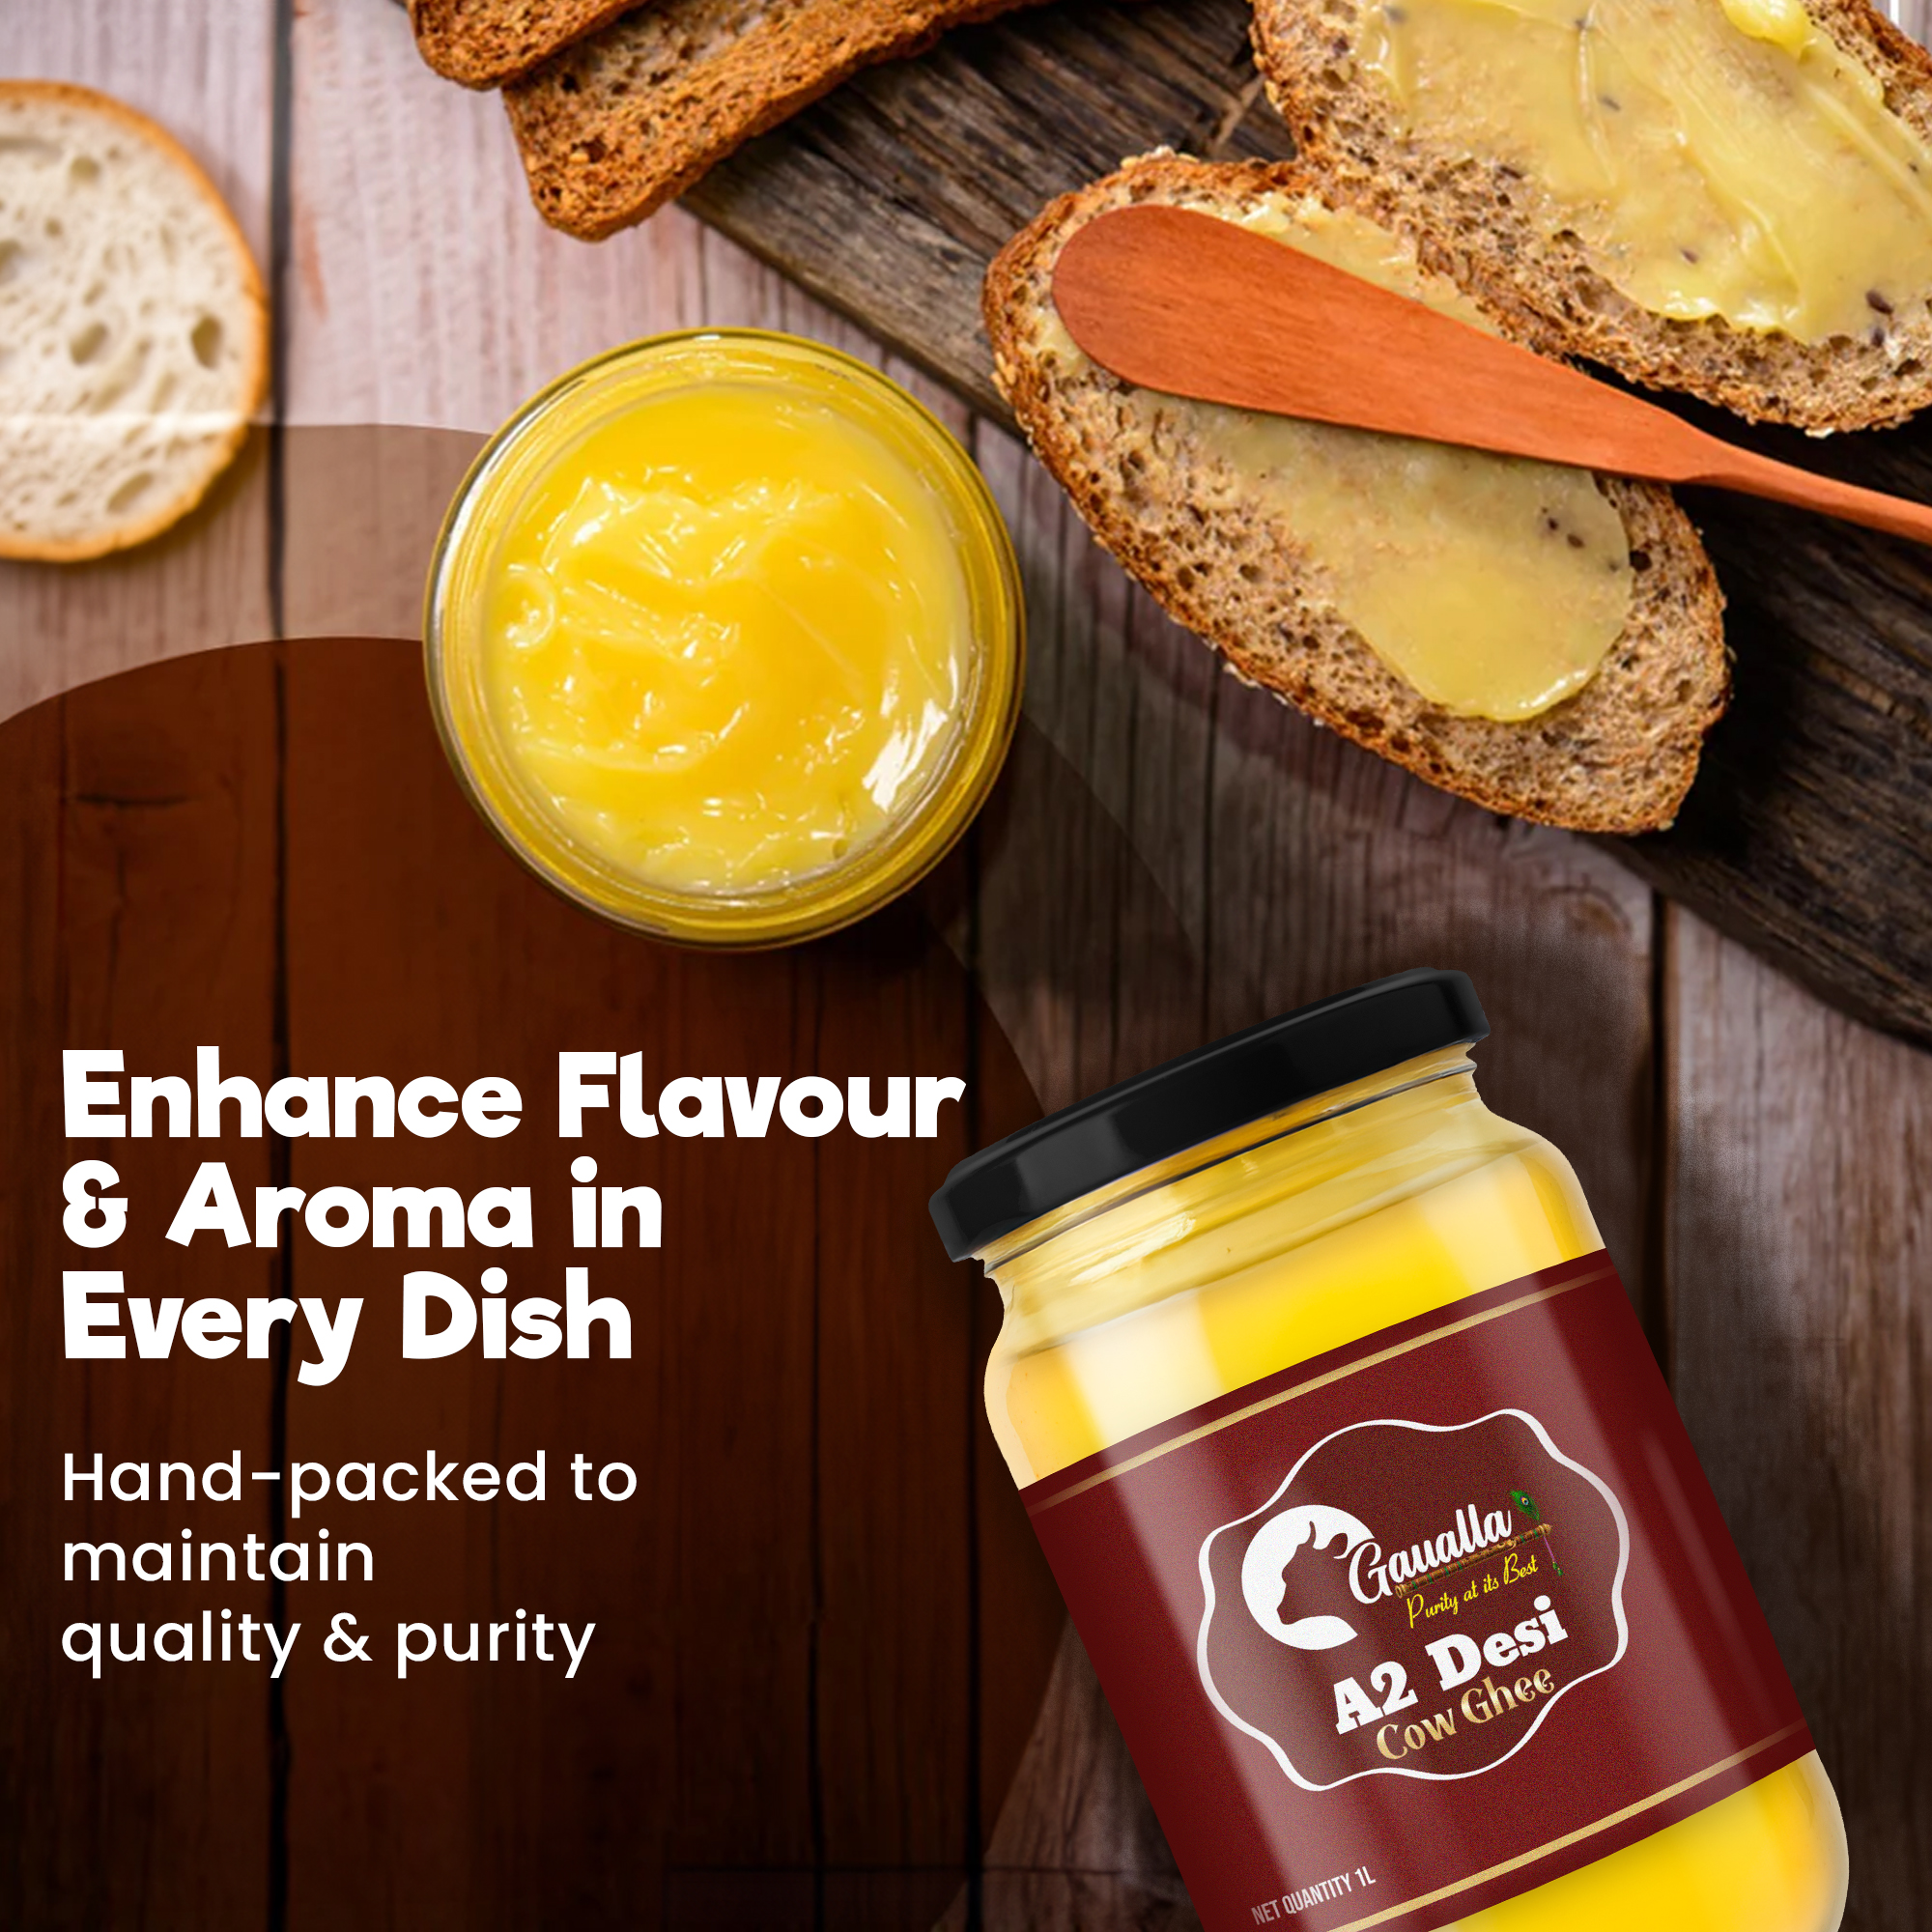 Enhance Flavour
& Aroma in
Every Dish
Hand-packed to
maintain
quality & purity
Gaualla
Purity at its Best
A2 Desi
Cow Ghee
NET QUANTITY 1L